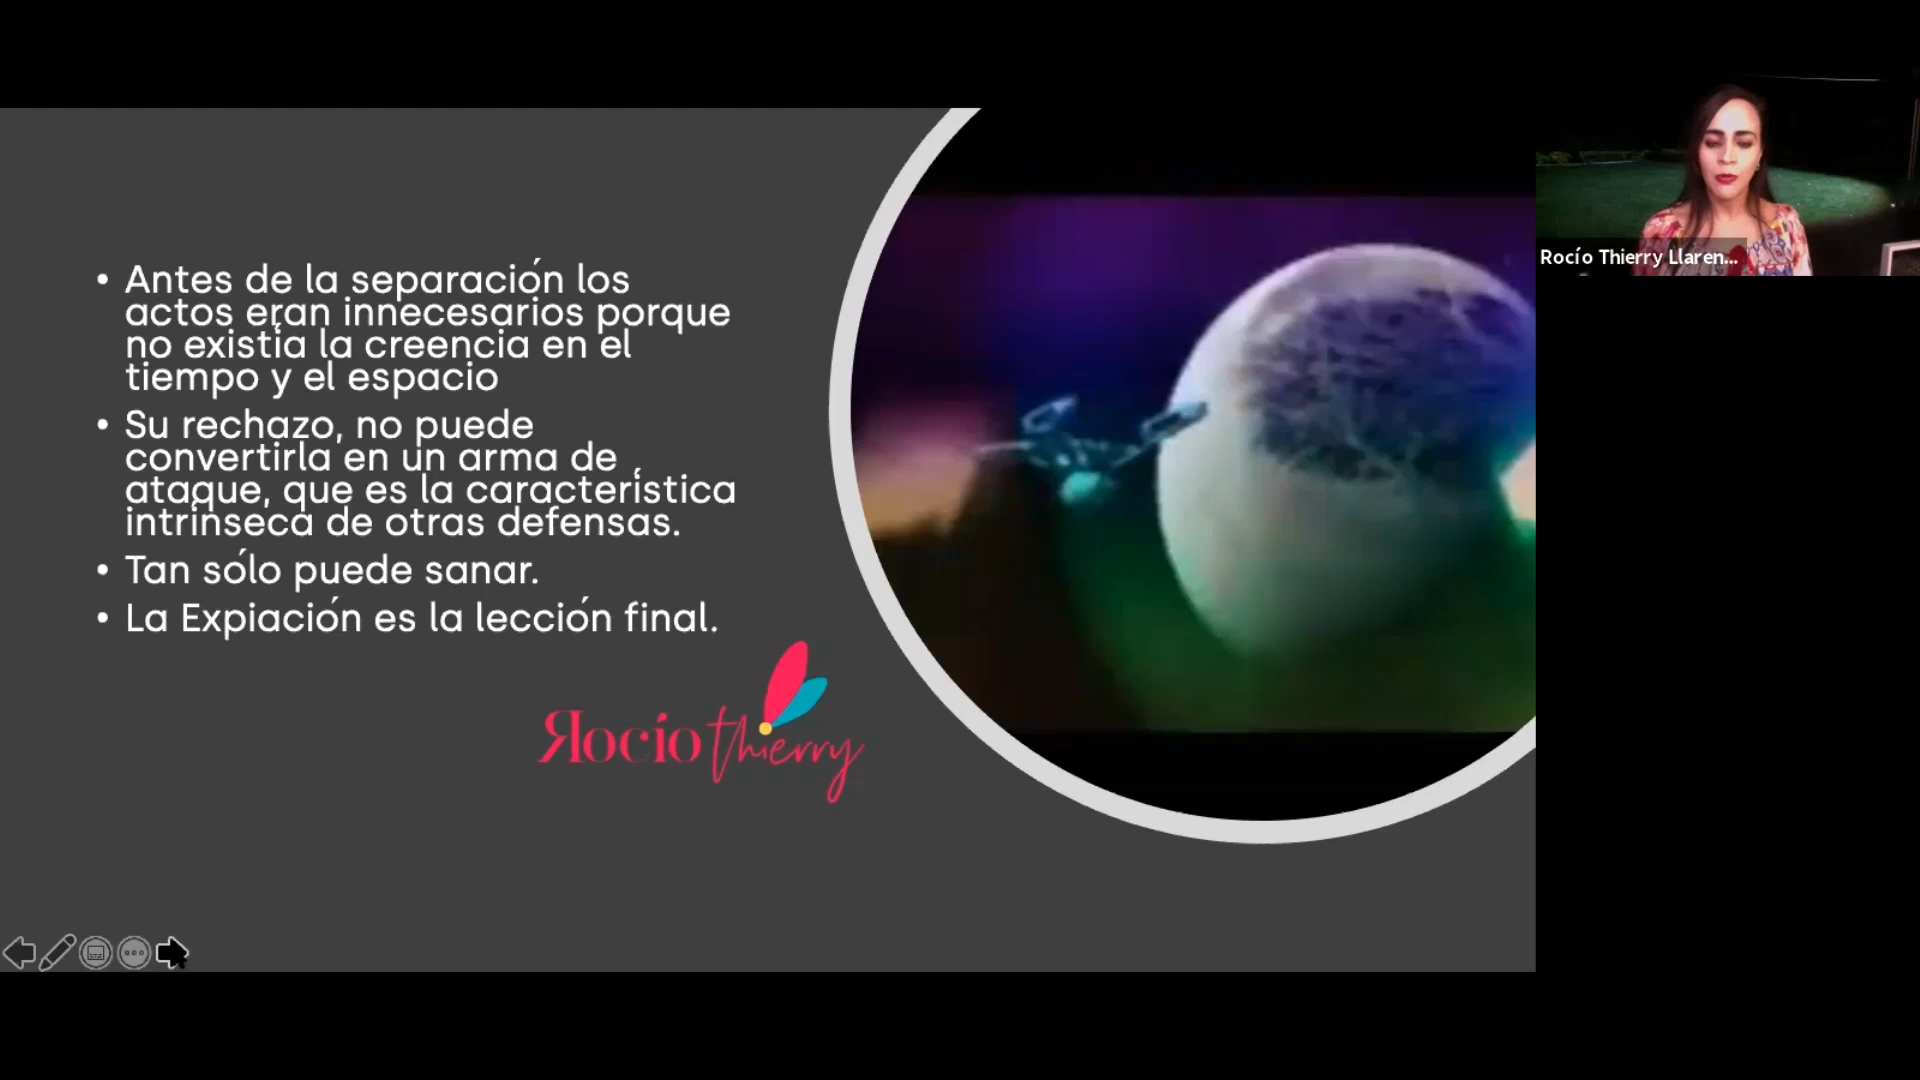 Antes de la separación los
actos eran innecesarios porque
no existía la creencia en el
tiempo y el espacio
Su rechazo, no puede
convertirla en un arma de
ataque, que es la característica
intrínseca de otras defensas.
Tan sólo puede sanar.
La Expiación es la lección final.
Rocío thierry
Rocío Thierry Llaren...